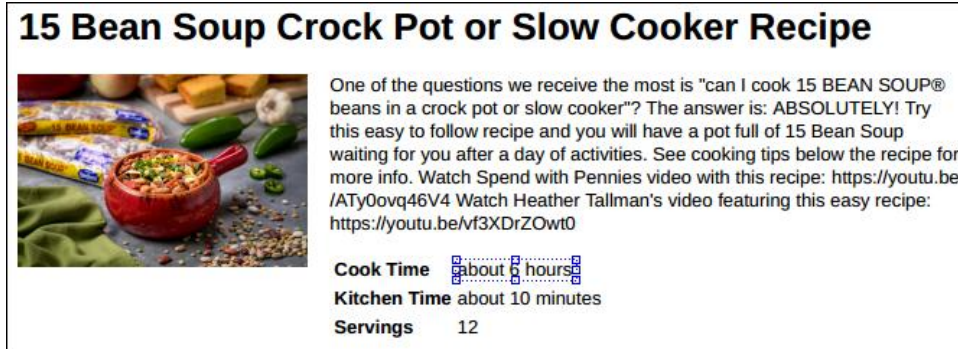 15 Bean Soup Crock Pot or Slow Cooker Recipe
15 BEAN SOUP
BEAN SOUP
One of the questions we receive the most is "can I cook 15 BEAN SOUP®
beans in a crock pot or slow cooker"? The answer is: ABSOLUTELY! Try
this easy to follow recipe and you will have a pot full of 15 Bean Soup
waiting for you after a day of activities. See cooking tips below the recipe for
more info. Watch Spend with Pennies video with this recipe: https://youtu.be
/ATy0ovq46V4 Watch Heather Tallman's video featuring this easy recipe:
https://youtu.be/vf3XDrZOwt0
Cook Time about 6 hours
Kitchen Time about 10 minutes
Servings 12